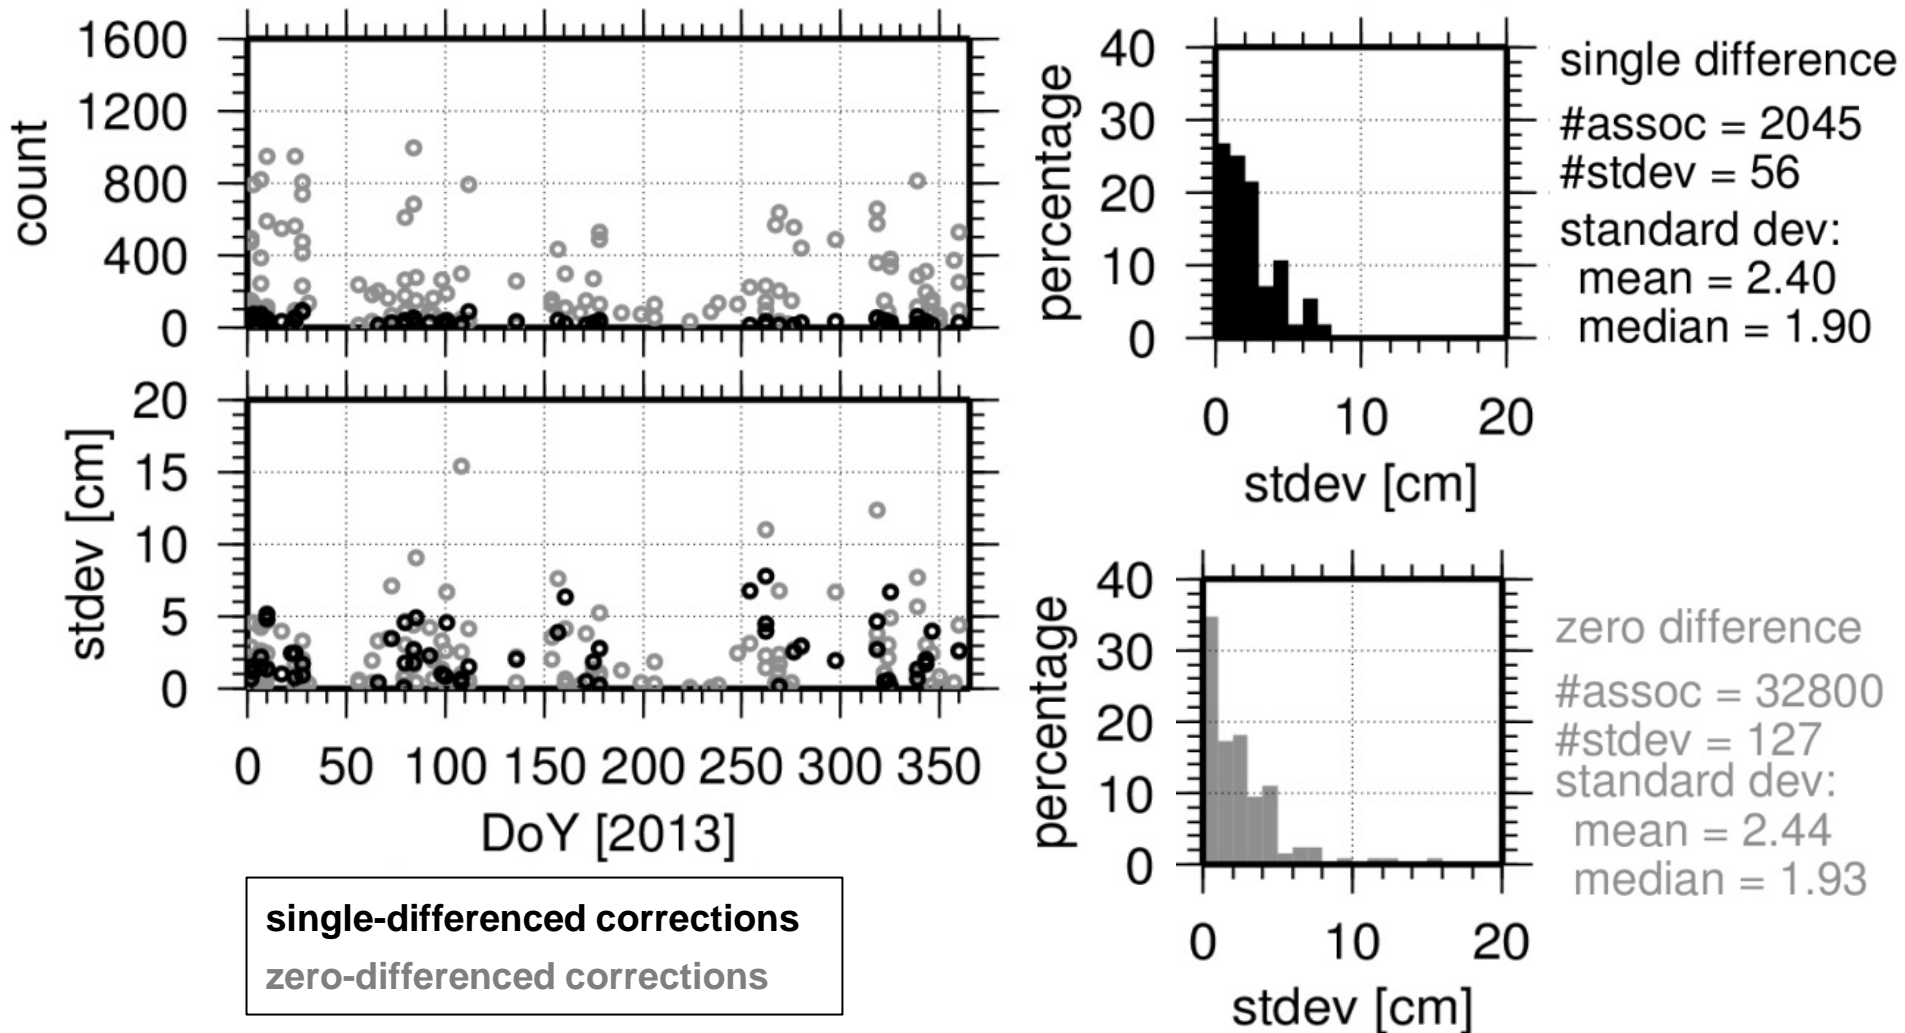 1600
1200
800
400
0
count
20
15
10
5
0
stdev [cm]
0 50 100 150 200 250 300 350
DoY [2013]
single-differenced corrections
zero-differenced corrections
40
30
20
10
0
percentage
0 10 20
stdev [cm]
single difference
#assoc = 2045
#stdev = 56
standard dev:
mean = 2.40
median = 1.90
40
30
20
10
0
percentage
0 10 20
stdev [cm]
zero difference
#assoc = 32800
#stdev = 127
standard dev:
mean = 2.44
median = 1.93